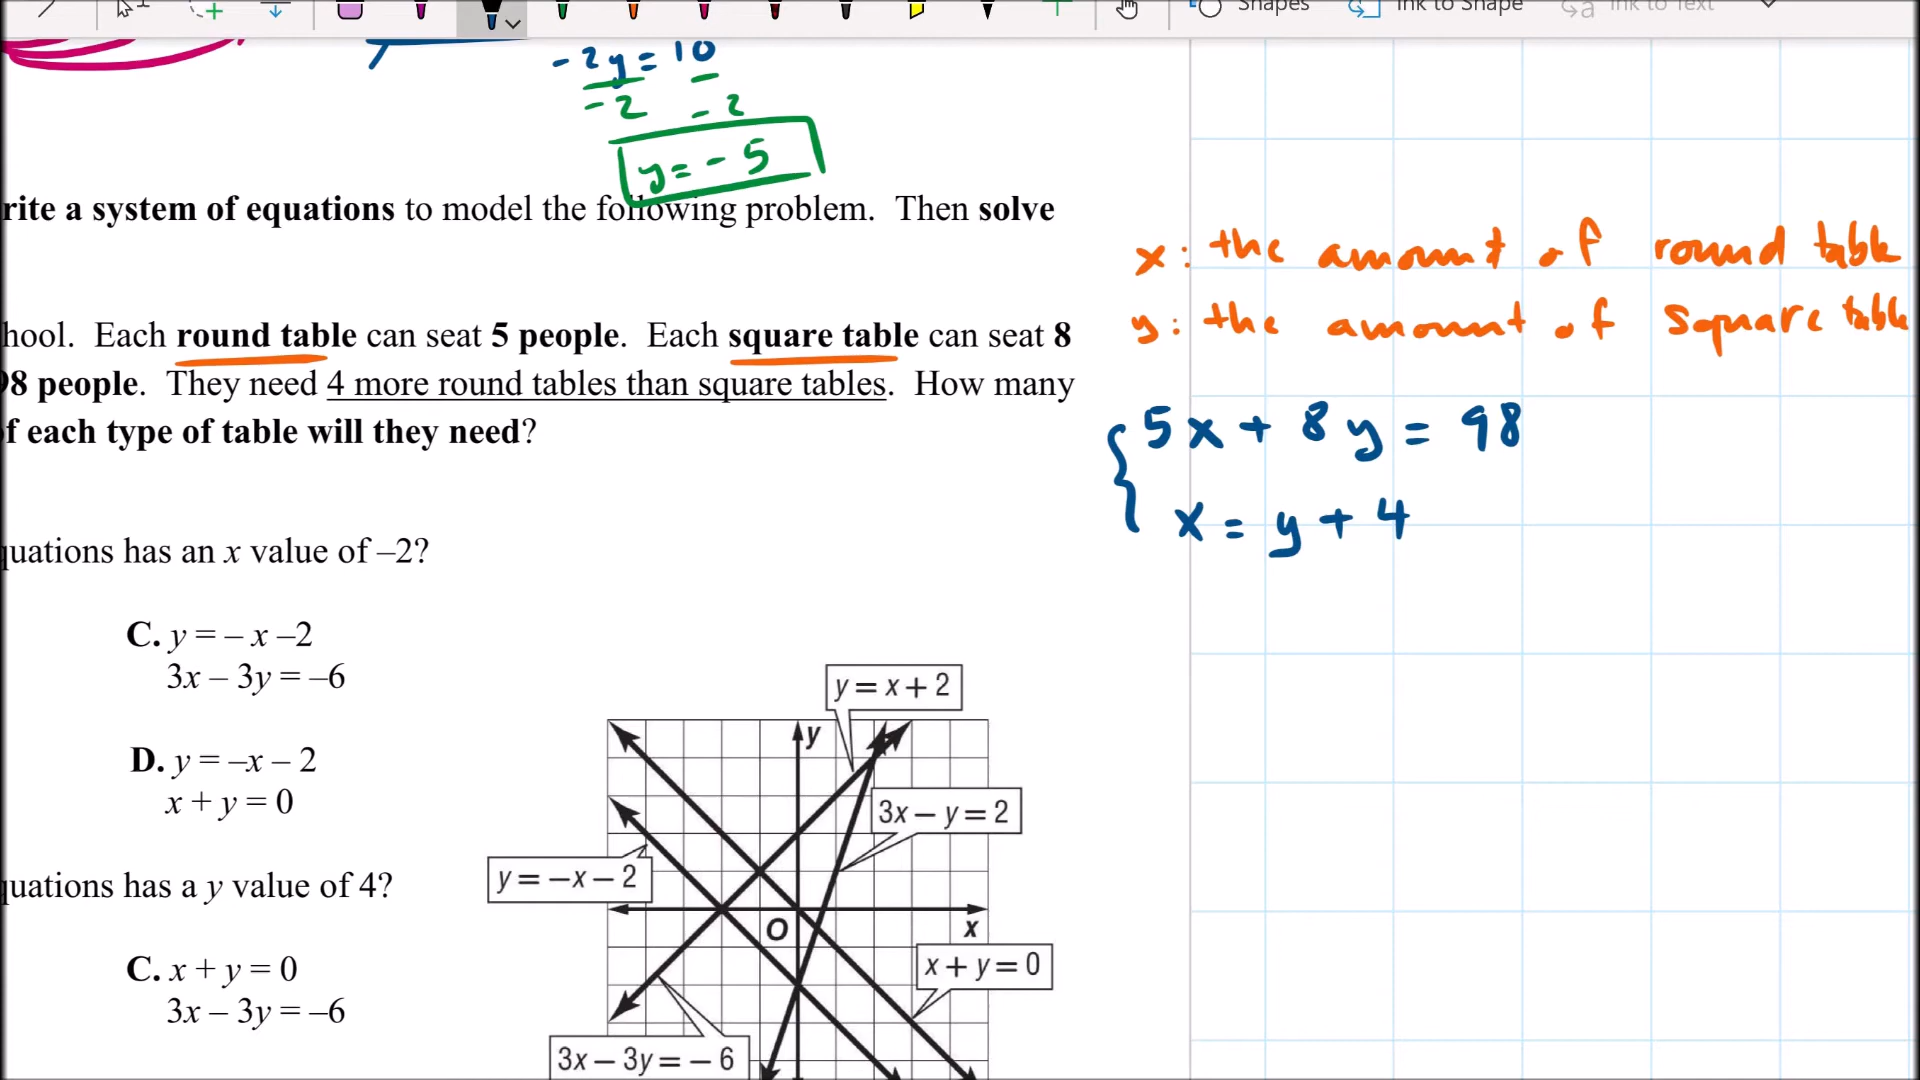 Shapes Ink to Shape Ink to Text
-2y = 10
-2 -2
y = - 5
rite a system of equations to model the following problem. Then solve
x: the amount of round table
y: the amount of square table
hool. Each round table can seat 5 people. Each square table can seat 8
98 people. They need 4 more round tables than square tables. How many
f each type of table will they need?
5x + 8y = 98
x = y + 4
quations has an x value of –2?
C. y = – x –2
3x – 3y = –6
D. y = –x – 2
x + y = 0
quations has a y value of 4?
C. x + y = 0
3x – 3y = –6
y = x + 2
y
3x – y = 2
y = –x – 2
O
x
x + y = 0
3x – 3y = – 6